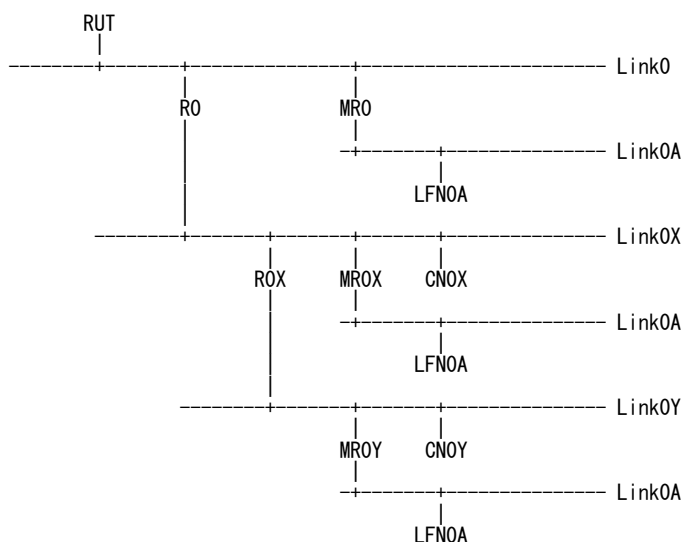 RUT
Link0
R0 MR0
Link0A
LFN0A
Link0X
R0X MR0X CN0X
Link0A
LFN0A
Link0Y
MR0Y CN0Y
Link0A
LFN0A